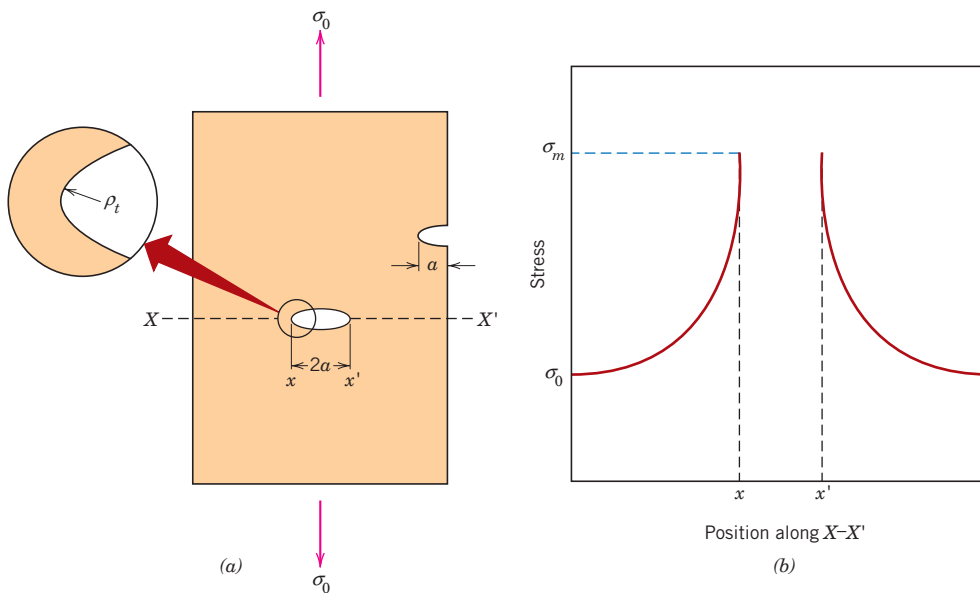 σ₀
ρₜ
a
X
X'
2a
x
x'
σ₀
(a)
σₘ
Stress
σ₀
x
x'
Position along X–X'
(b)